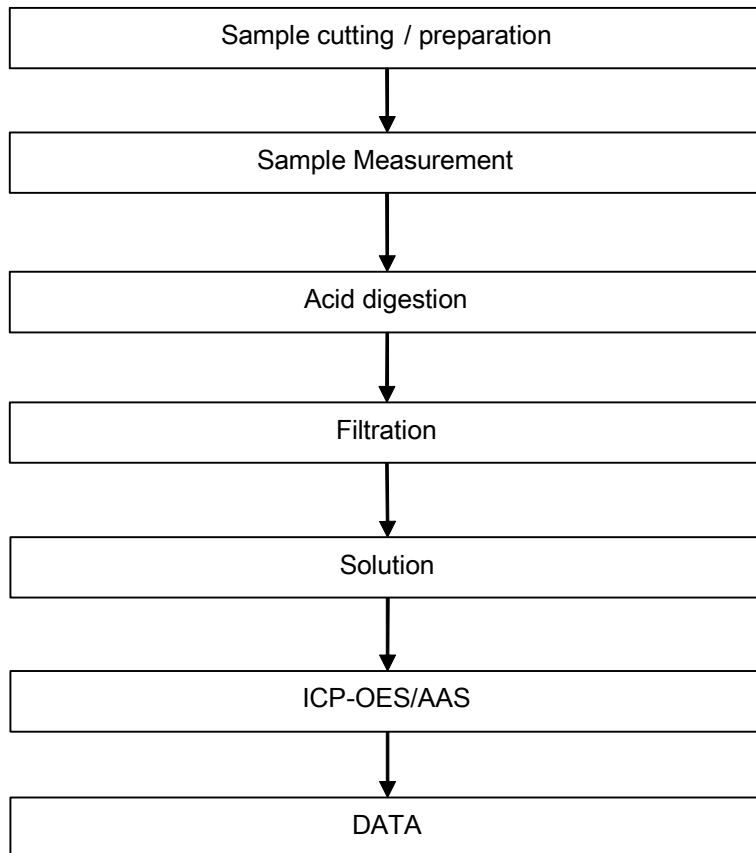 Sample cutting / preparation
Sample Measurement
Acid digestion
Filtration
Solution
ICP-OES/AAS
DATA